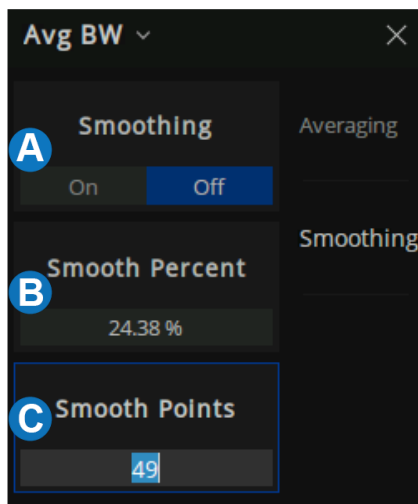 Avg BW
Smoothing
A
On Off
Smooth Percent
B
24.38 %
Smooth Points
C
49
Averaging
Smoothing